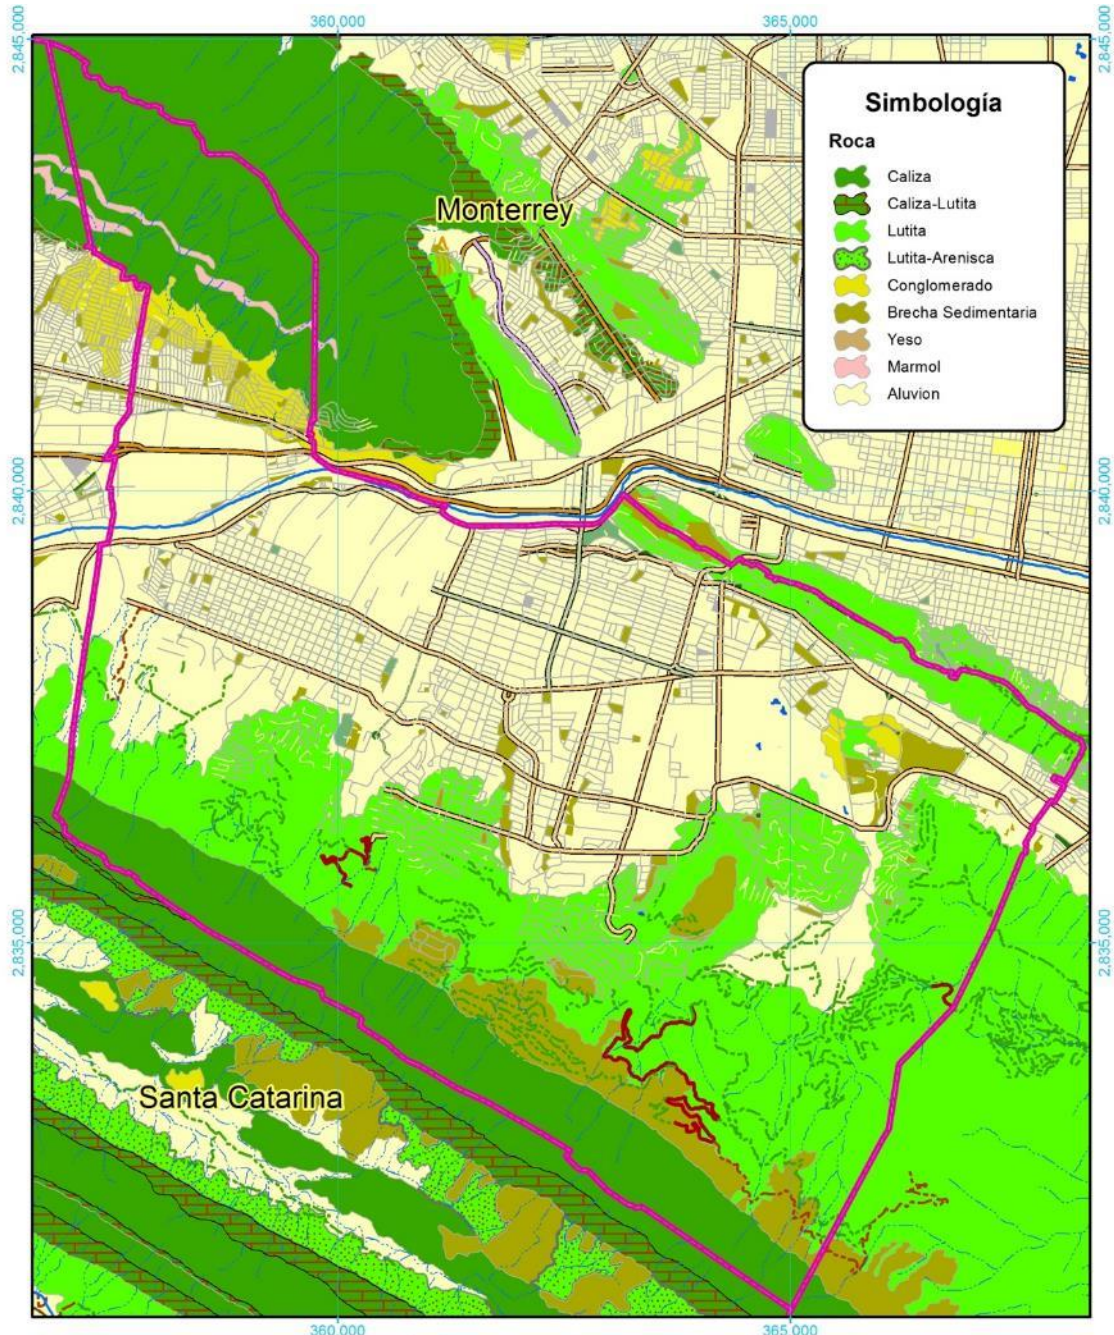 360,000
365,000
2,845,000
2,845,000
Simbología
Roca
Caliza
Caliza-Lutita
Lutita
Lutita-Arenisca
Conglomerado
Brecha Sedimentaria
Yeso
Marmol
Aluvion
Monterrey
2,840,000
2,840,000
2,835,000
2,835,000
Santa Catarina
360,000
365,000